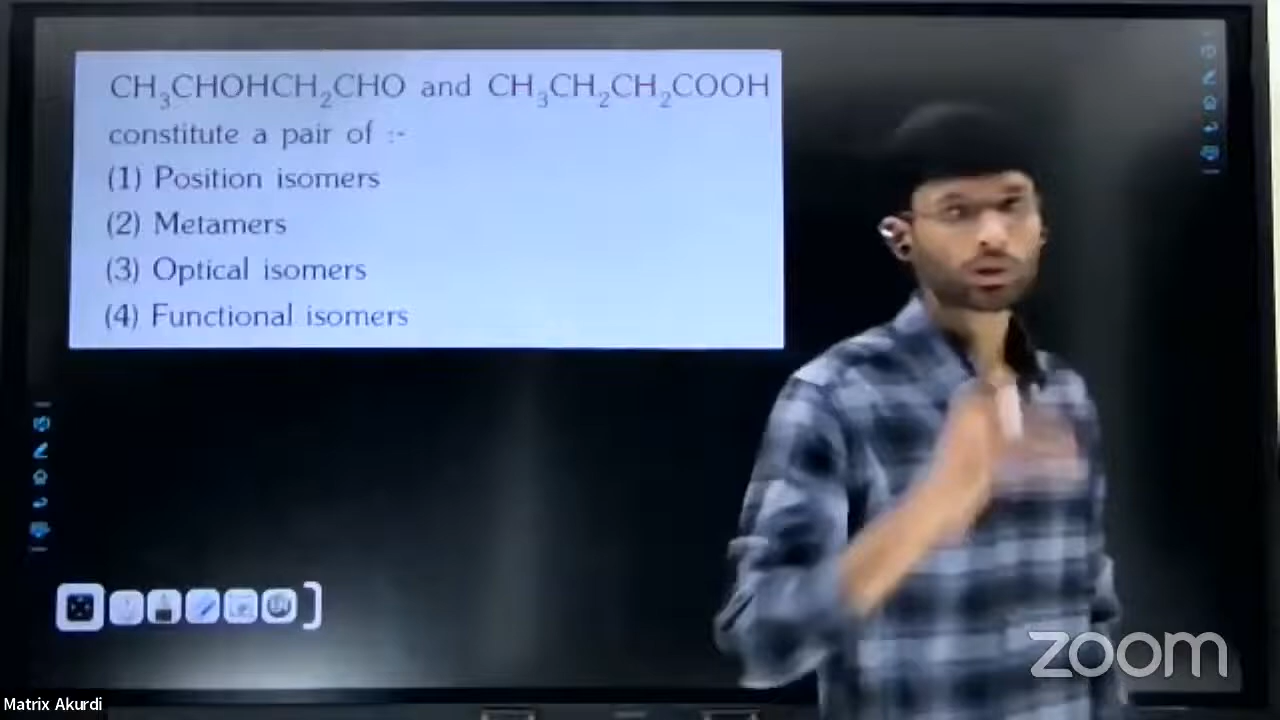 CH₃CHOHCH₂CHO and CH₃CH₂CH₂COOH
constitute a pair of :-
(1) Position isomers
(2) Metamers
(3) Optical isomers
(4) Functional isomers
zoom
Matrix Akurdi